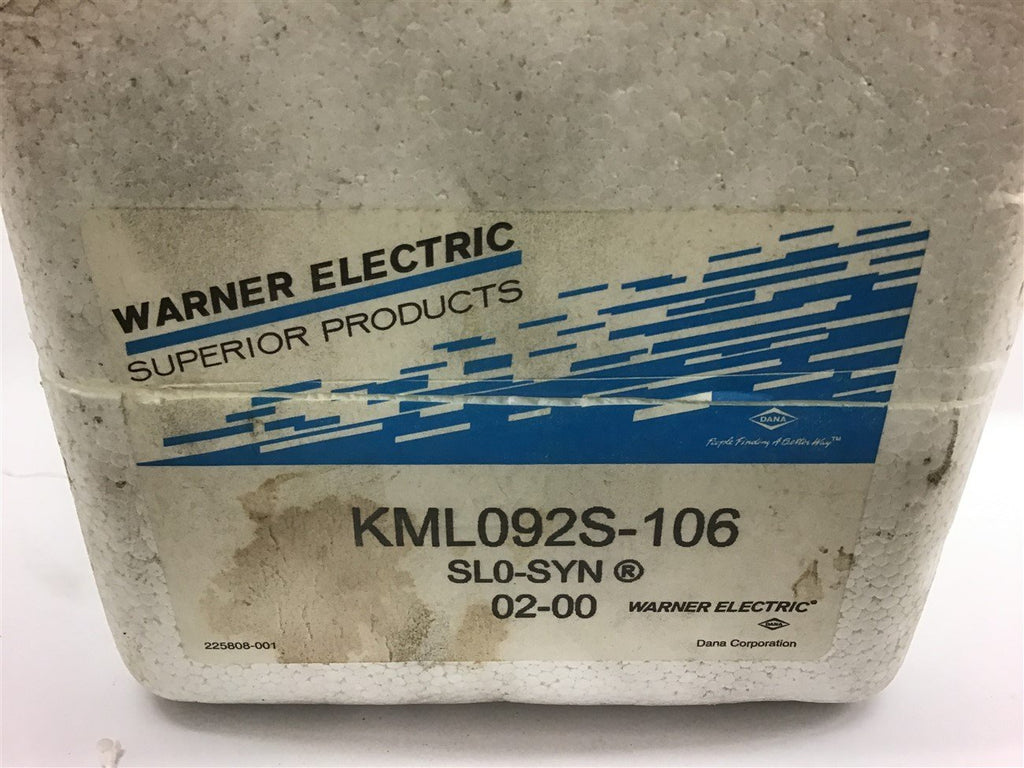 WARNER ELECTRIC
SUPERIOR PRODUCTS
DANA
People Finding A Better Way™
KML092S-106
SL0-SYN ®
02-00
WARNER ELECTRIC®
DANA
225808-001
Dana Corporation